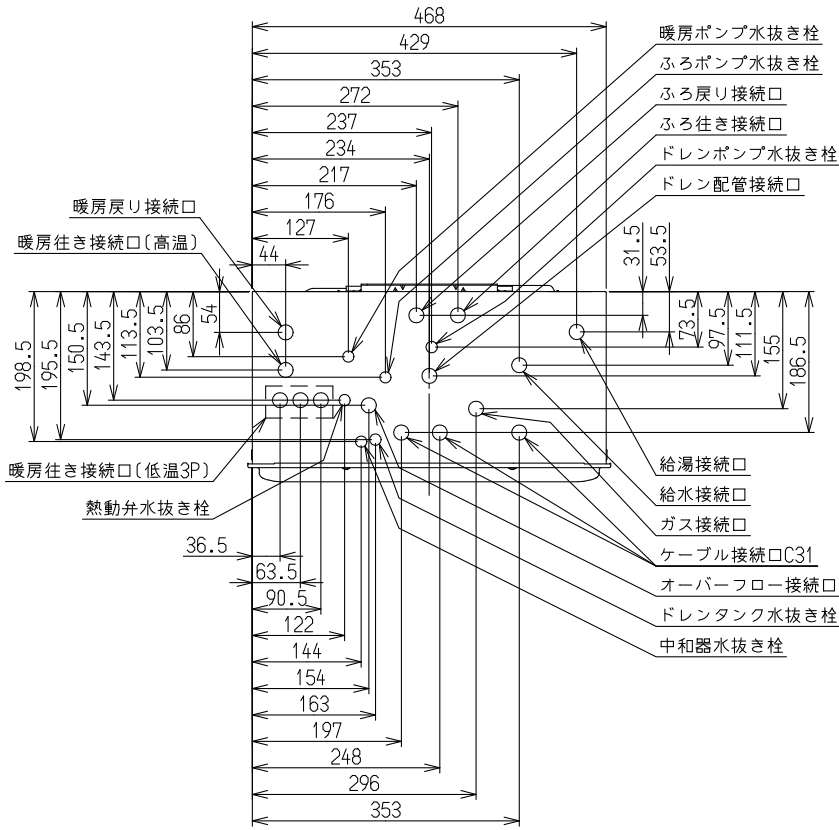 468
429
353
272
237
234
217
176
127
44
暖房ポンプ水抜き栓
ふろポンプ水抜き栓
ふろ戻り接続口
ふろ往き接続口
ドレンポンプ水抜き栓
ドレン配管接続口
暖房戻り接続口
暖房往き接続口(高温)
198.5
195.5
150.5
143.5
113.5
103.5
86
54
31.5
53.5
73.5
97.5
111.5
155
186.5
暖房往き接続口(低温3P)
熱動弁水抜き栓
給湯接続口
給水接続口
ガス接続口
ケーブル接続口C31
オーバーフロー接続口
ドレンタンク水抜き栓
中和器水抜き栓
36.5
63.5
90.5
122
144
154
163
197
248
296
353